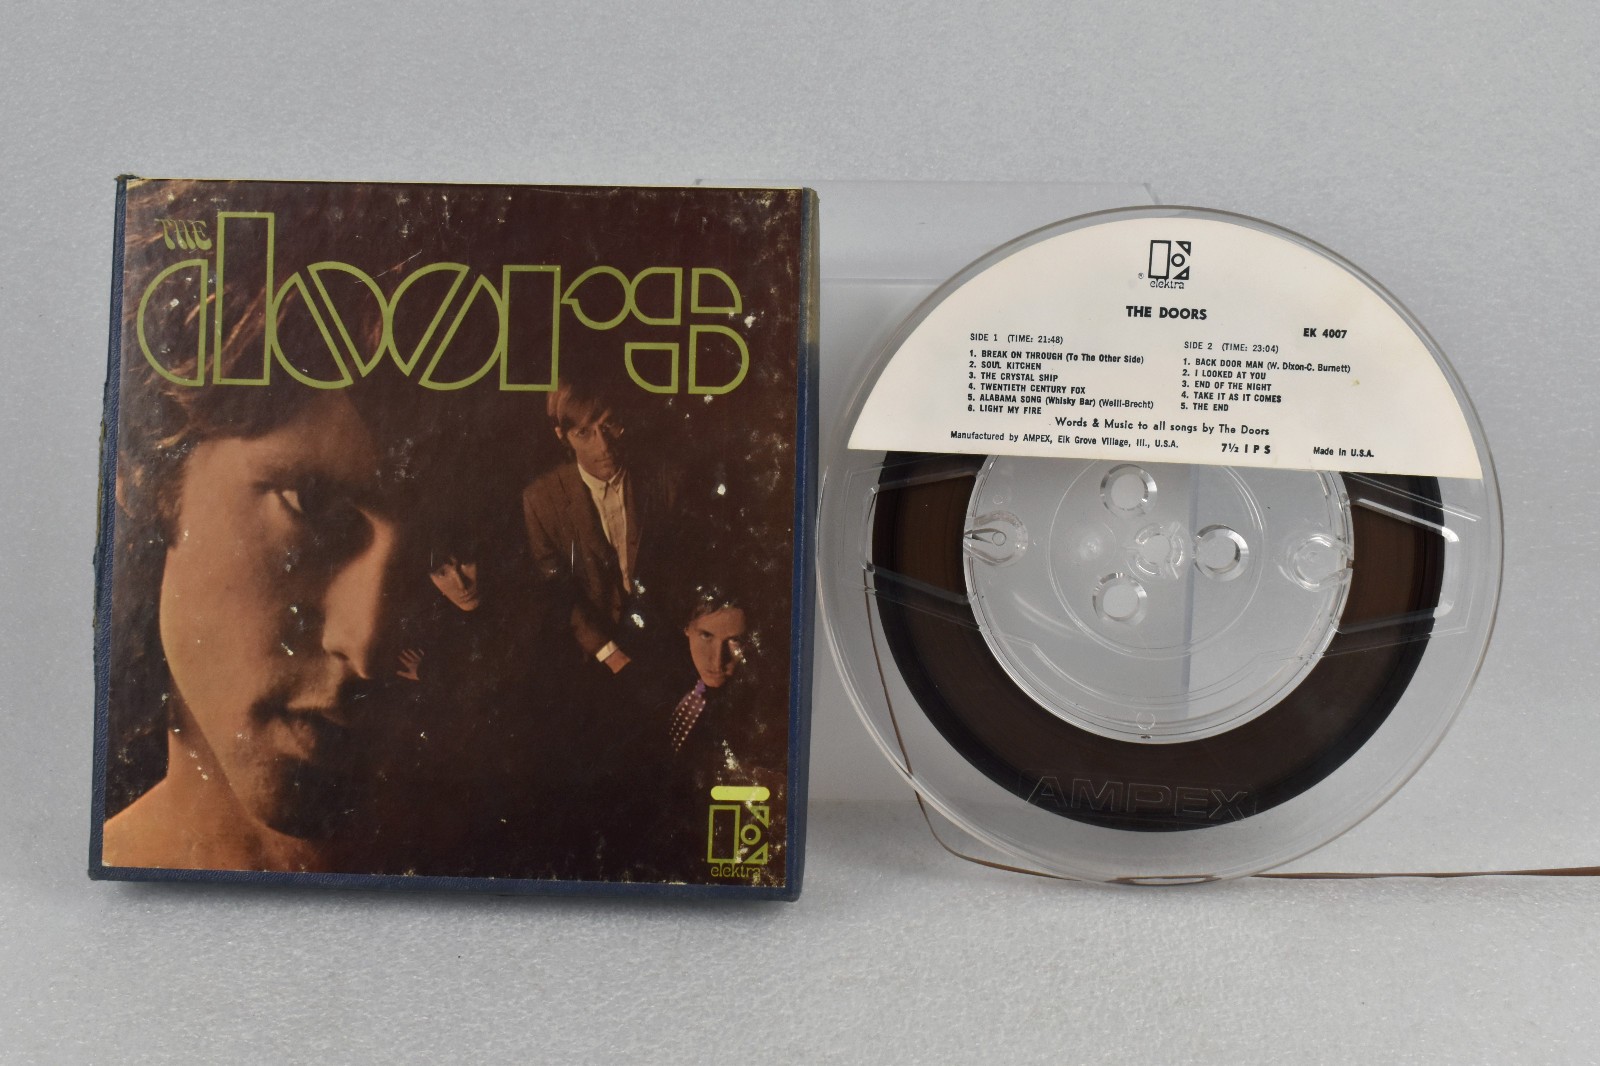 THE
doors
elektra
® elektra
THE DOORS
EK 4007
SIDE 1 (TIME: 21:48)
1. BREAK ON THROUGH (To The Other Side)
2. SOUL KITCHEN
3. THE CRYSTAL SHIP
4. TWENTIETH CENTURY FOX
5. ALABAMA SONG (Whisky Bar) (Weill-Brecht)
6. LIGHT MY FIRE
SIDE 2 (TIME: 23:04)
1. BACK DOOR MAN (W. Dixon-C. Burnett)
2. I LOOKED AT YOU
3. END OF THE NIGHT
4. TAKE IT AS IT COMES
5. THE END
Words & Music to all songs by The Doors
Manufactured by AMPEX, Elk Grove Village, Ill., U.S.A.
7½ I P S
Made in U.S.A.
AMPEX